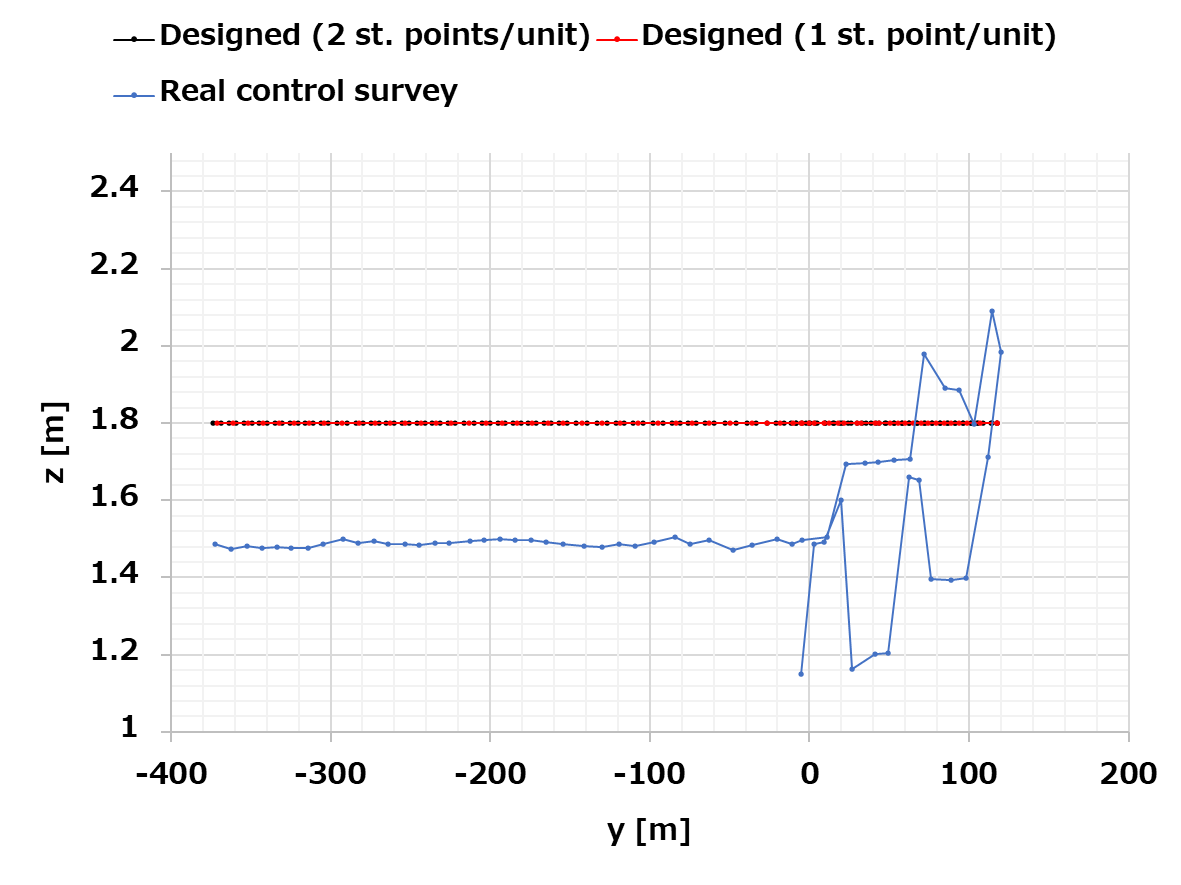 Designed (2 st. points/unit) Designed (1 st. point/unit)
Real control survey
2.4
2.2
2
1.8
1.6
1.4
1.2
1
z [m]
-400 -300 -200 -100 0 100 200
y [m]